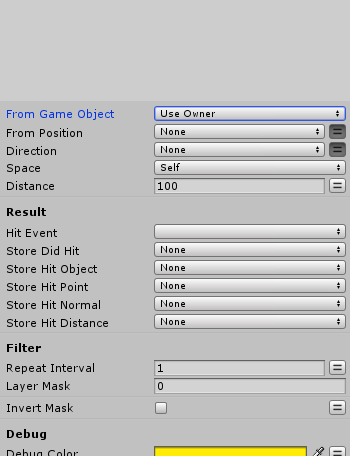 From Game Object Use Owner
From Position None
Direction None
Space Self
Distance 100
Result
Hit Event
Store Did Hit None
Store Hit Object None
Store Hit Point None
Store Hit Normal None
Store Hit Distance None
Filter
Repeat Interval 1
Layer Mask 0
Invert Mask
Debug
Debug Color